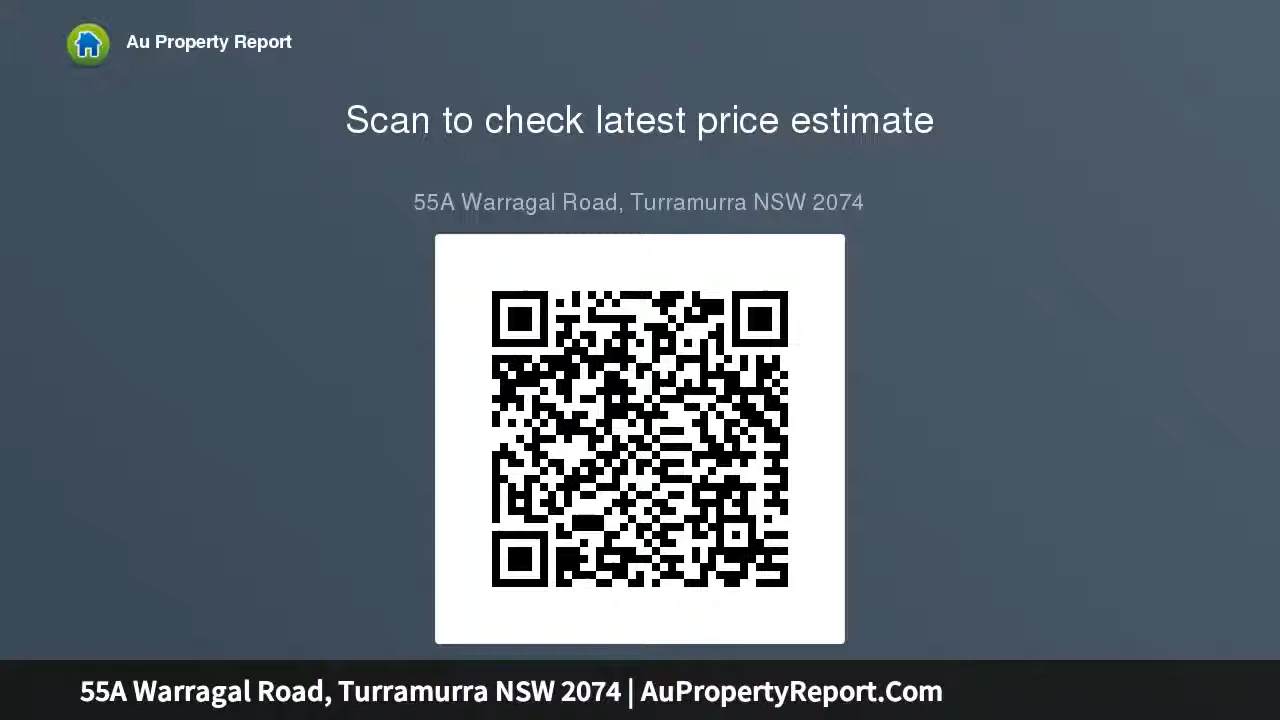 Au Property Report
Scan to check latest price estimate
55A Warragal Road, Turramurra NSW 2074
55A Warragal Road, Turramurra NSW 2074 | AuPropertyReport.Com